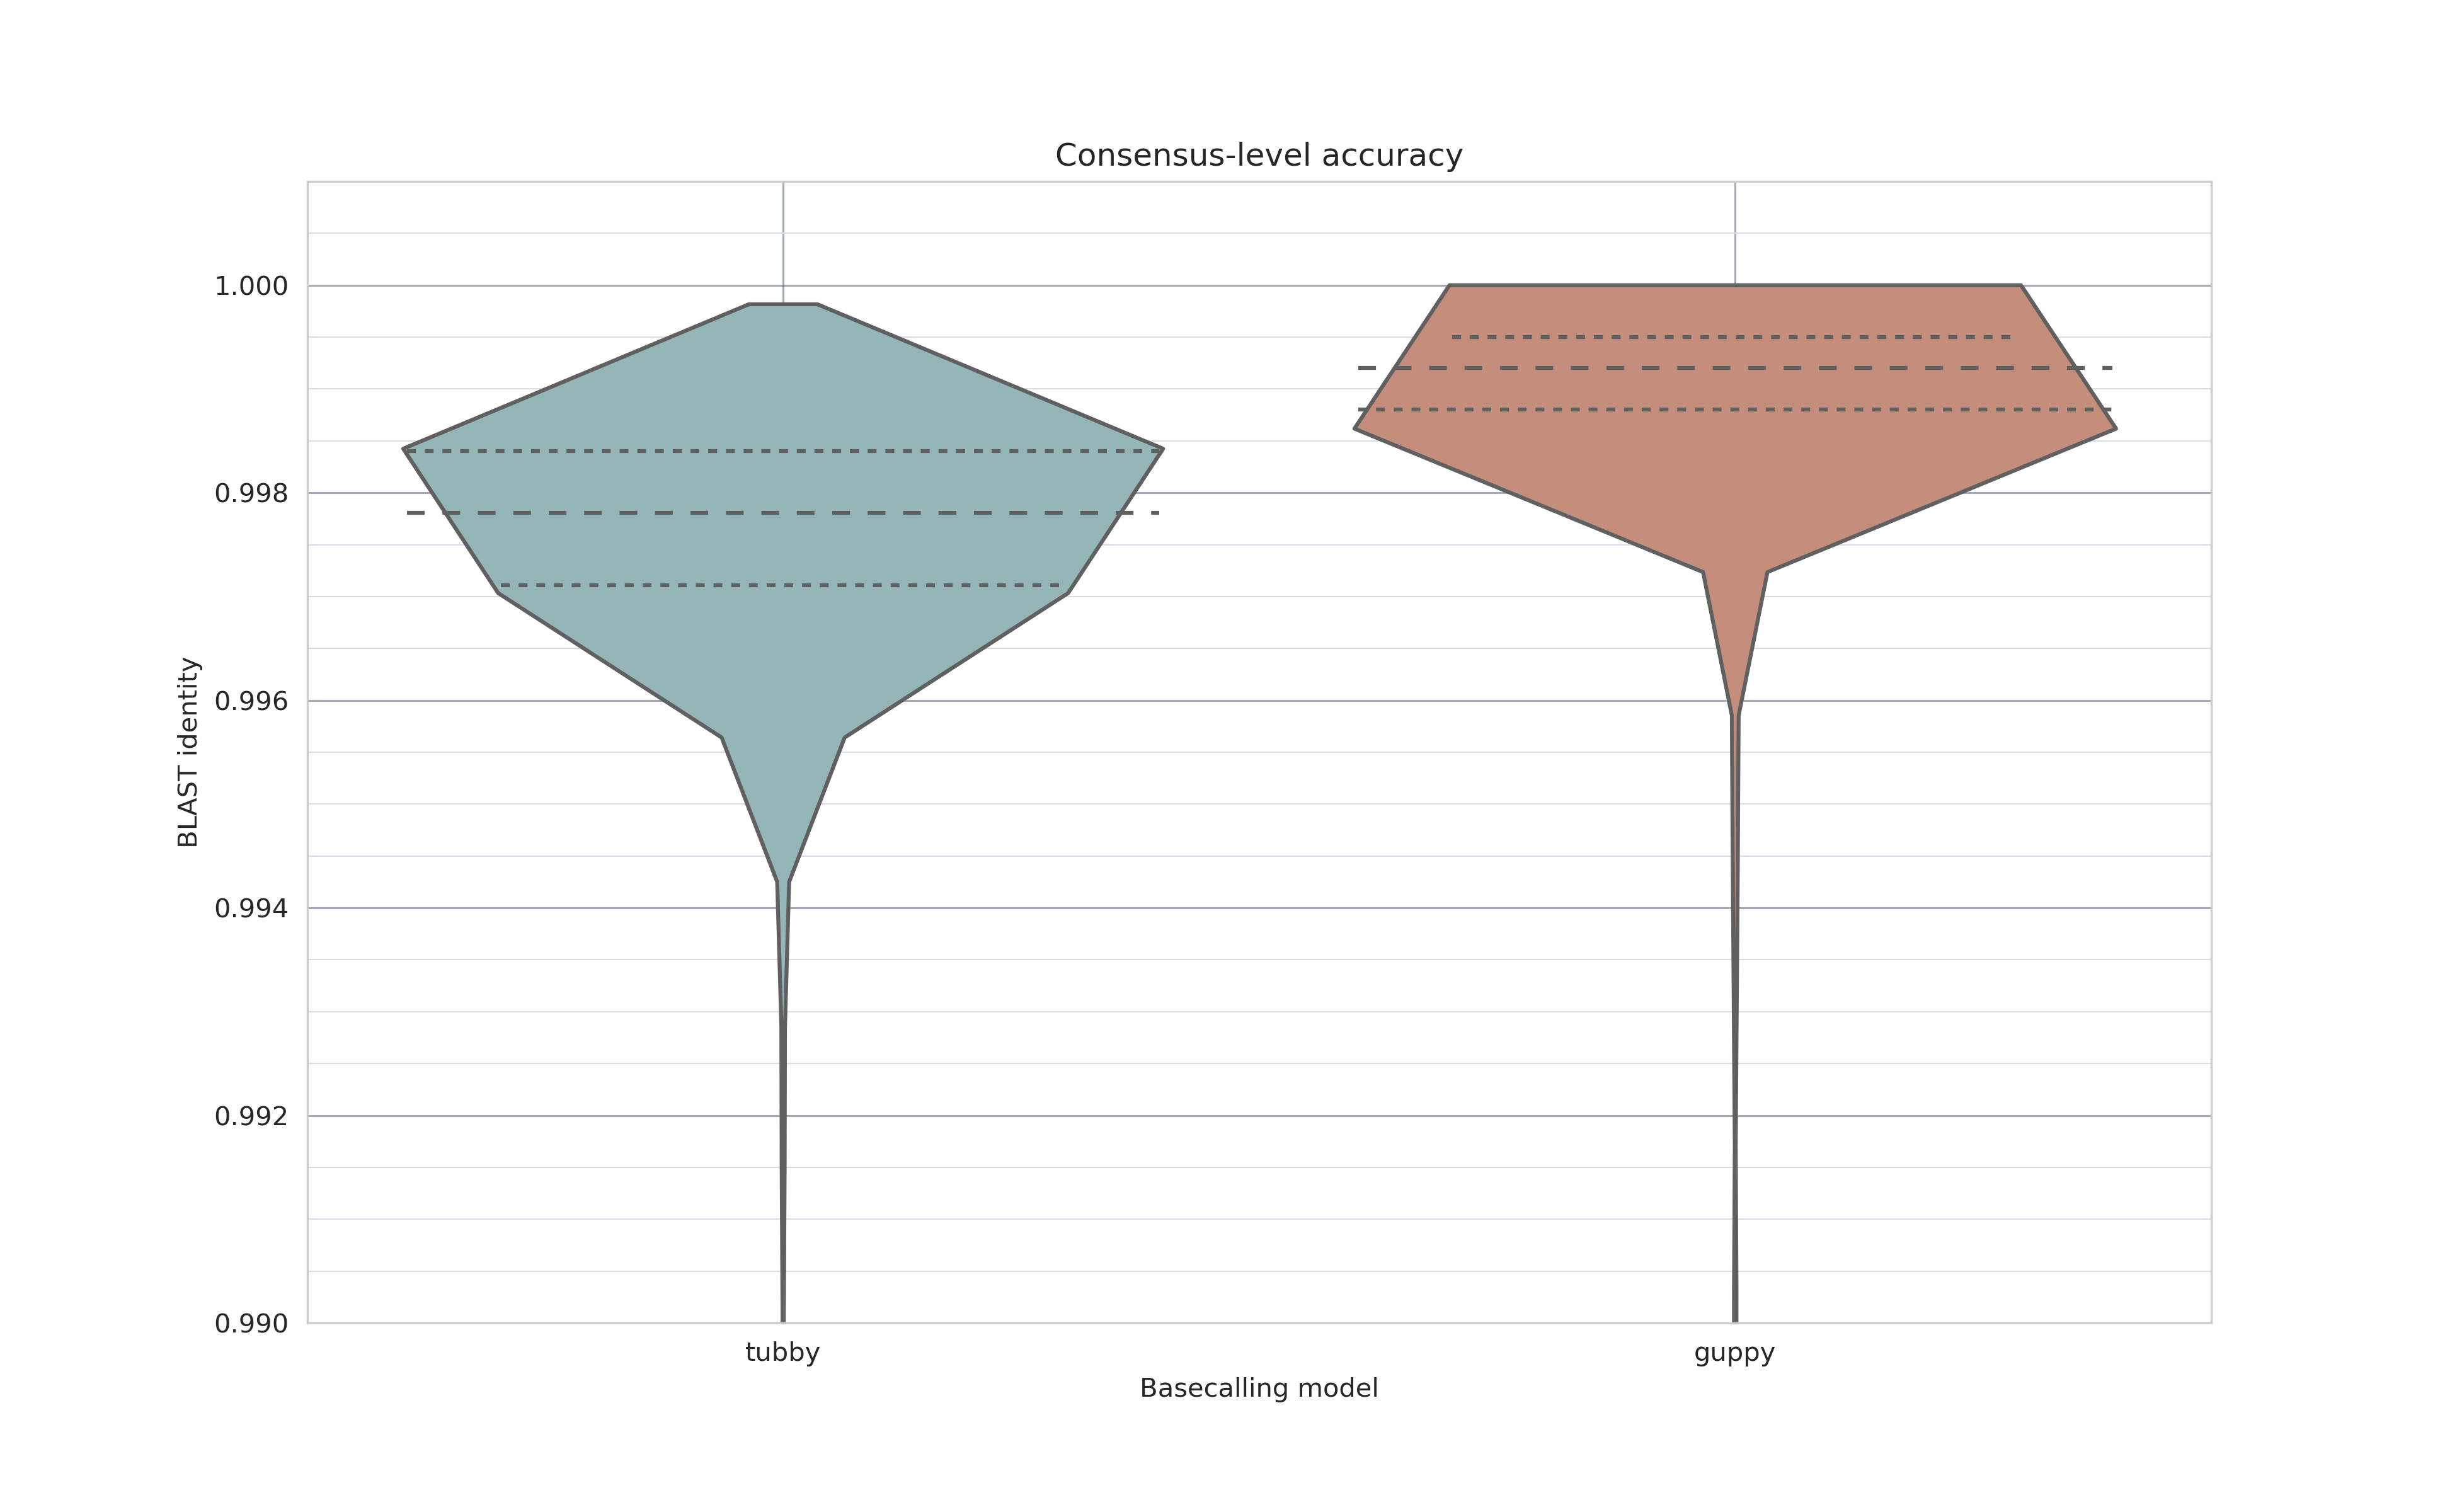 Consensus-level accuracy
1.000
0.998
0.996
0.994
0.992
0.990
BLAST identity
tubby
guppy
Basecalling model